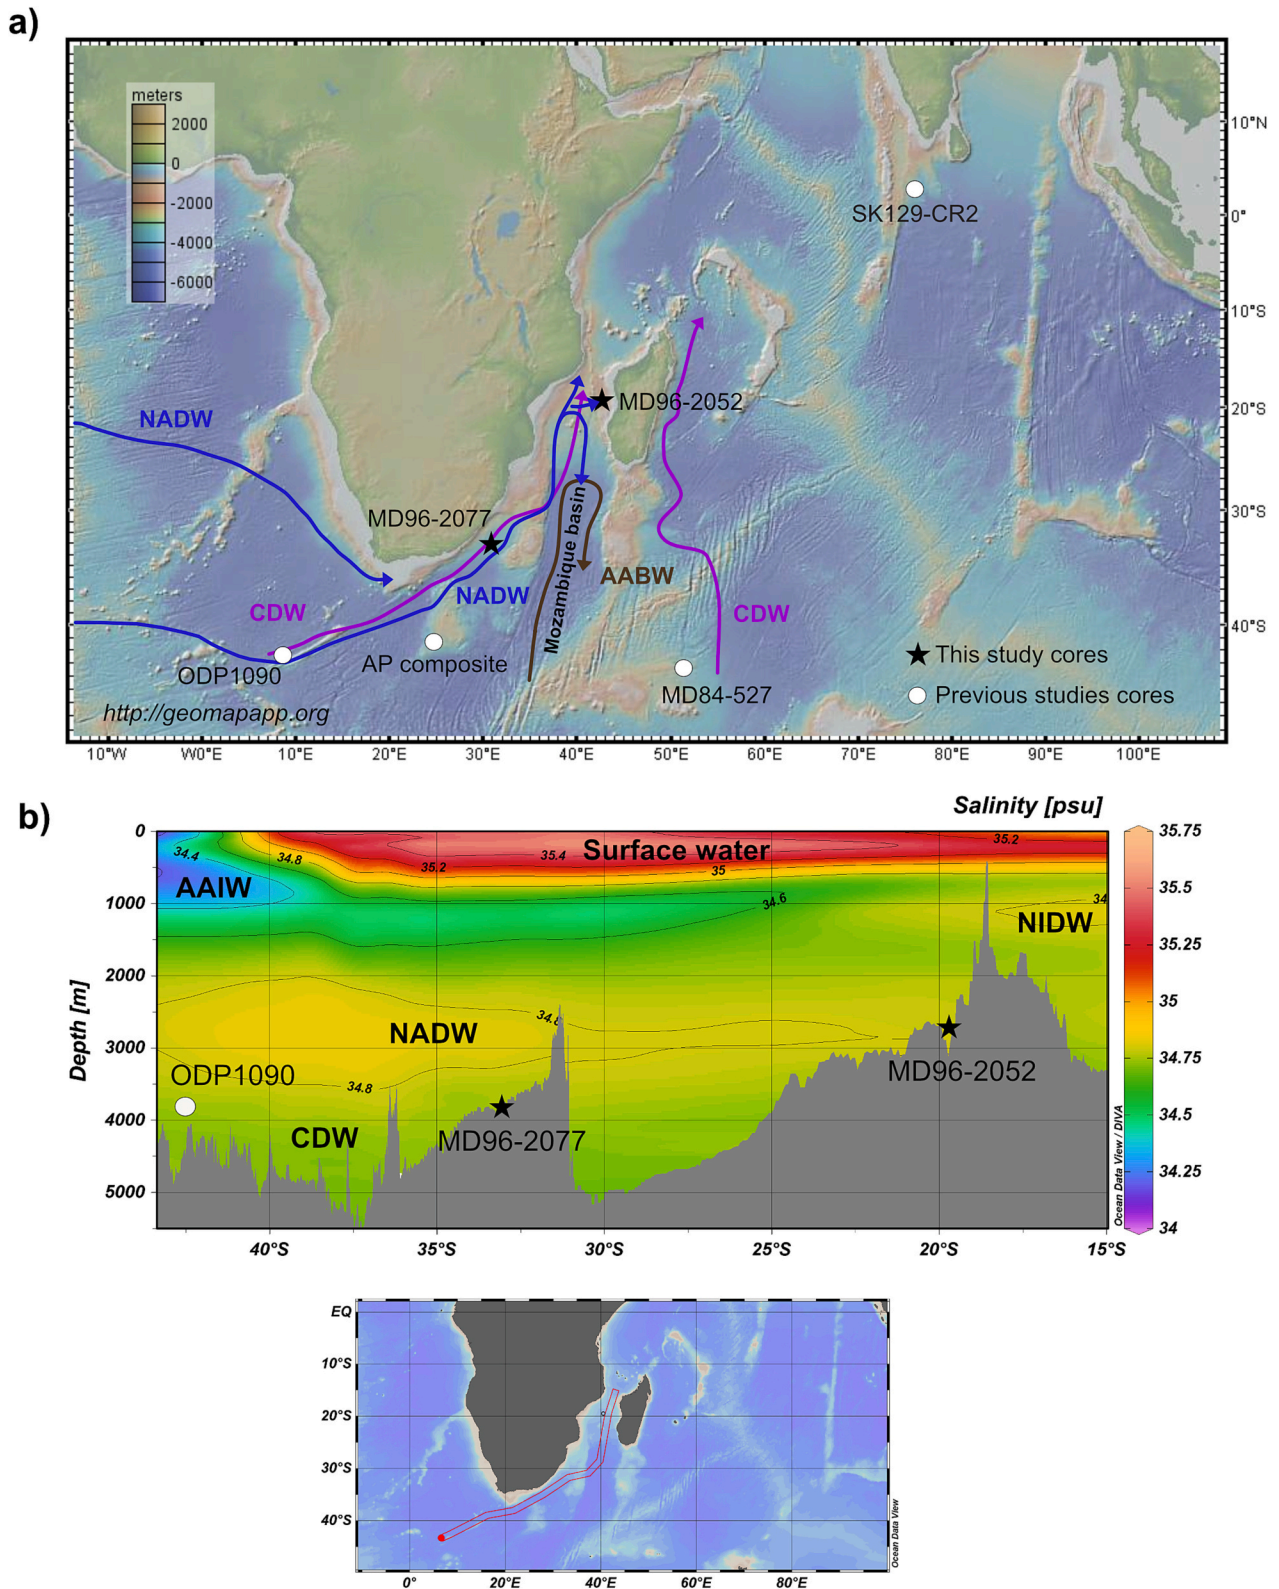 a)
meters
2000
0
-2000
-4000
-6000
10°N
0°
10°S
20°S
30°S
40°S
SK129-CR2
NADW
MD96-2052
MD96-2077
Mozambique basin
AABW
NADW
CDW
CDW
ODP1090
AP composite
MD84-527
This study cores
Previous studies cores
http://geomapapp.org
10°W W0°E 10°E 20°E 30°E 40°E 50°E 60°E 70°E 80°E 90°E 100°E
b)
Salinity [psu]
0
1000
2000
3000
4000
5000
Depth [m]
34.4
34.8
35.2
35.4
Surface water
35
35.2
AAIW
34.6
34
NIDW
NADW
34.8
ODP1090
34.8
CDW
MD96-2077
MD96-2052
40°S 35°S 30°S 25°S 20°S 15°S
35.75
35.5
35.25
35
34.75
34.5
34.25
34
Ocean Data View / DIVA
EQ
10°S
20°S
30°S
40°S
0° 20°E 40°E 60°E 80°E
Ocean Data View